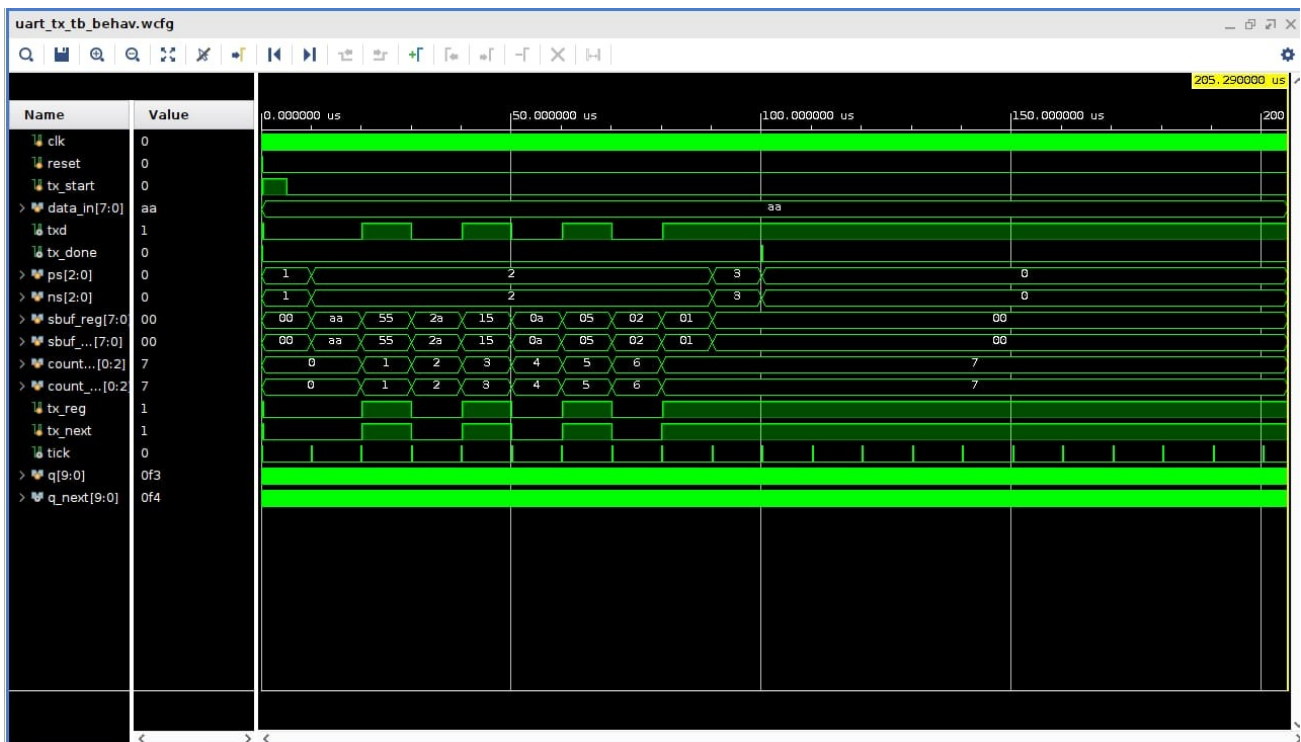 uart_tx_tb_behav.wcfg
205.290000 us
Name Value 0.000000 us 50.000000 us 100.000000 us 150.000000 us 200
clk 0
reset 0
tx_start 0
data_in[7:0] aa aa
txd 1
tx_done 0
ps[2:0] 0 1 2 3 0
ns[2:0] 0 1 2 3 0
sbuf_reg[7:0 00 00 aa 55 2a 15 0a 05 02 01 00
sbuf_...[7:0] 00 00 aa 55 2a 15 0a 05 02 01 00
count...[0:2] 7 0 1 2 3 4 5 6 7
count_...[0:2 7 0 1 2 3 4 5 6 7
tx_reg 1
tx_next 1
tick 0
q[9:0] 0f3
q_next[9:0] 0f4